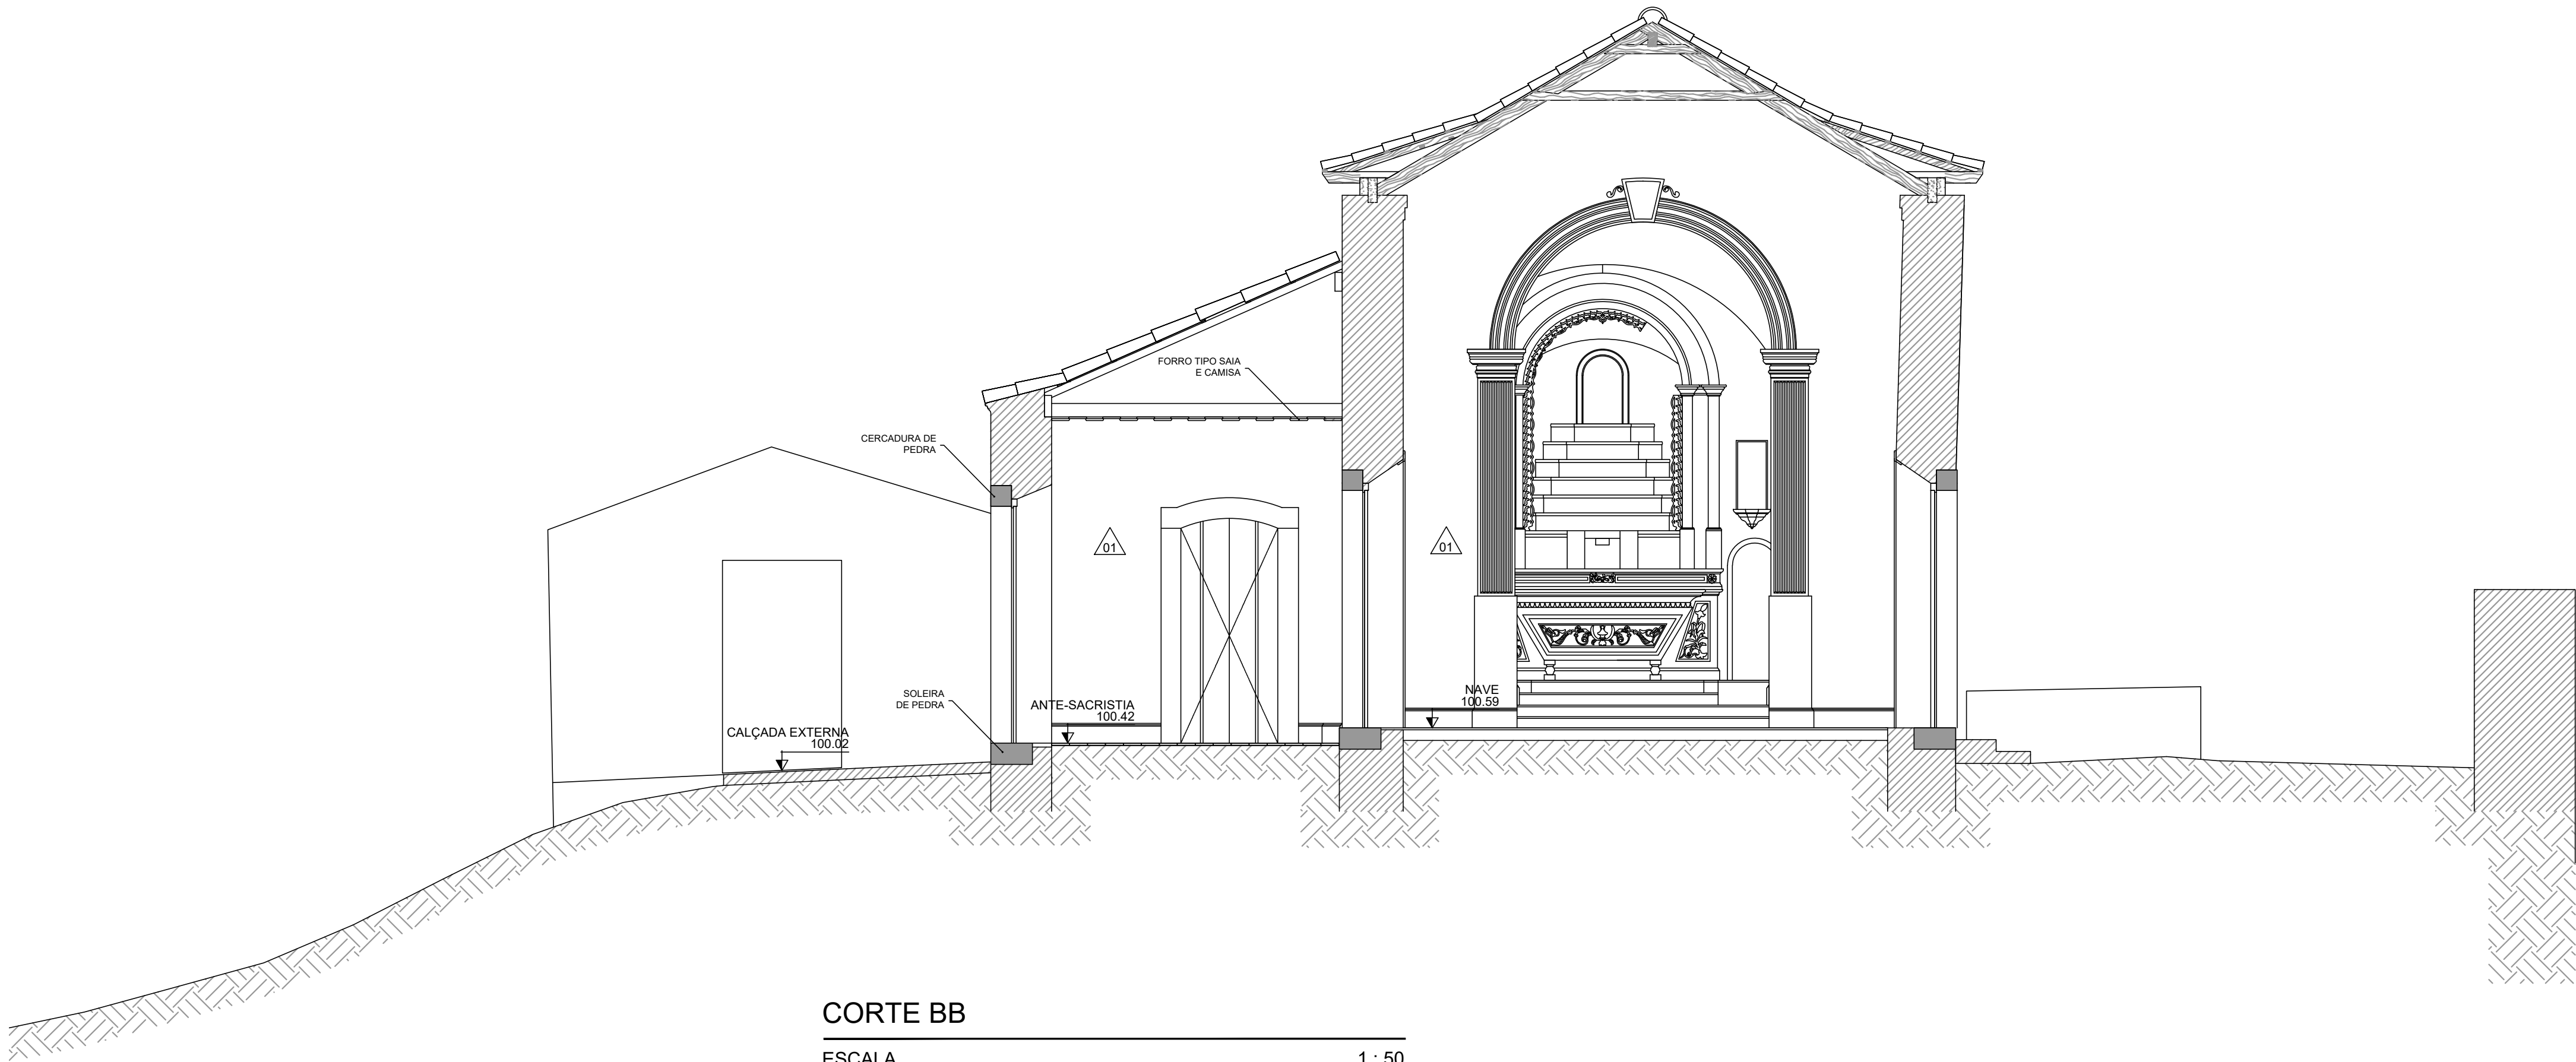 FORRO TIPO SAIA
E CAMISA
CERCADURA DE
PEDRA
01
01
SOLEIRA
DE PEDRA
ANTE-SACRISTIA
100.42
NAVE
100.59
CALÇADA EXTERNA
100.02
CORTE BB
ESCALA 1 : 50